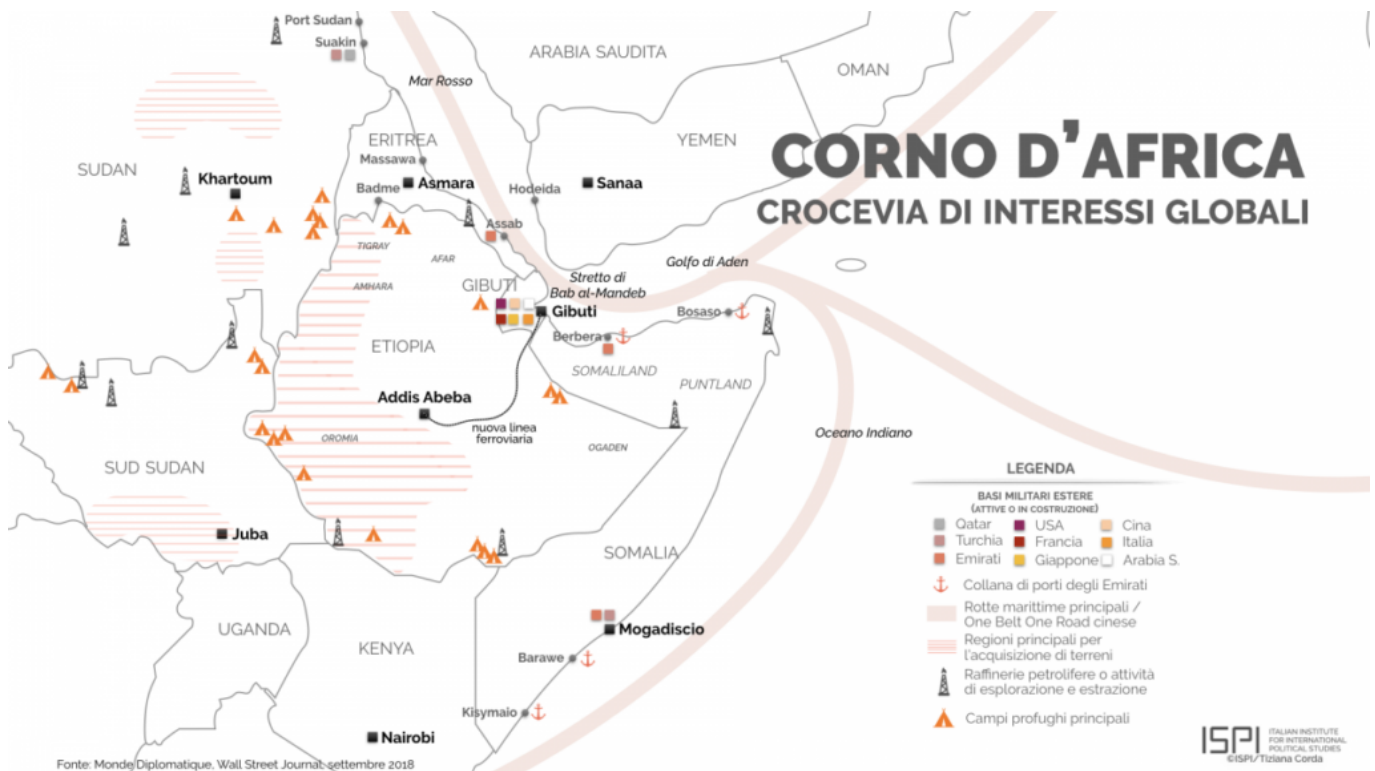 CORNO D'AFRICA
CROCEVIA DI INTERESSI GLOBALI
Port Sudan
Suakin
ARABIA SAUDITA
OMAN
Mar Rosso
ERITREA
YEMEN
Massawa
SUDAN
Khartoum
Badme
Asmara
Hodeida
Sanaa
Assab
TIGRAY
AFAR
Golfo di Aden
AMHARA
GIBUTI
Stretto di
Bab al-Mandeb
Gibuti
Bosaso
Berbera
ETIOPIA
SOMALILAND
PUNTLAND
Addis Abeba
nuova linea
ferroviaria
Oceano Indiano
OROMIA
OGADEN
SUD SUDAN
Juba
SOMALIA
UGANDA
KENYA
Mogadiscio
Barawe
Kisymaio
Nairobi
LEGENDA
BASI MILITARI ESTERE
(ATTIVE O IN COSTRUZIONE)
Qatar USA Cina
Turchia Francia Italia
Emirati Giappone Arabia S.
Collana di porti degli Emirati
Rotte marittime principali /
One Belt One Road cinese
Regioni principali per
l'acquisizione di terreni
Raffinerie petrolifere o attività
di esplorazione e estrazione
Campi profughi principali
ISPI
ITALIAN INSTITUTE
FOR INTERNATIONAL
POLITICAL STUDIES
©ISPI/Tiziana Corda
Fonte: Monde Diplomatique, Wall Street Journal, settembre 2018